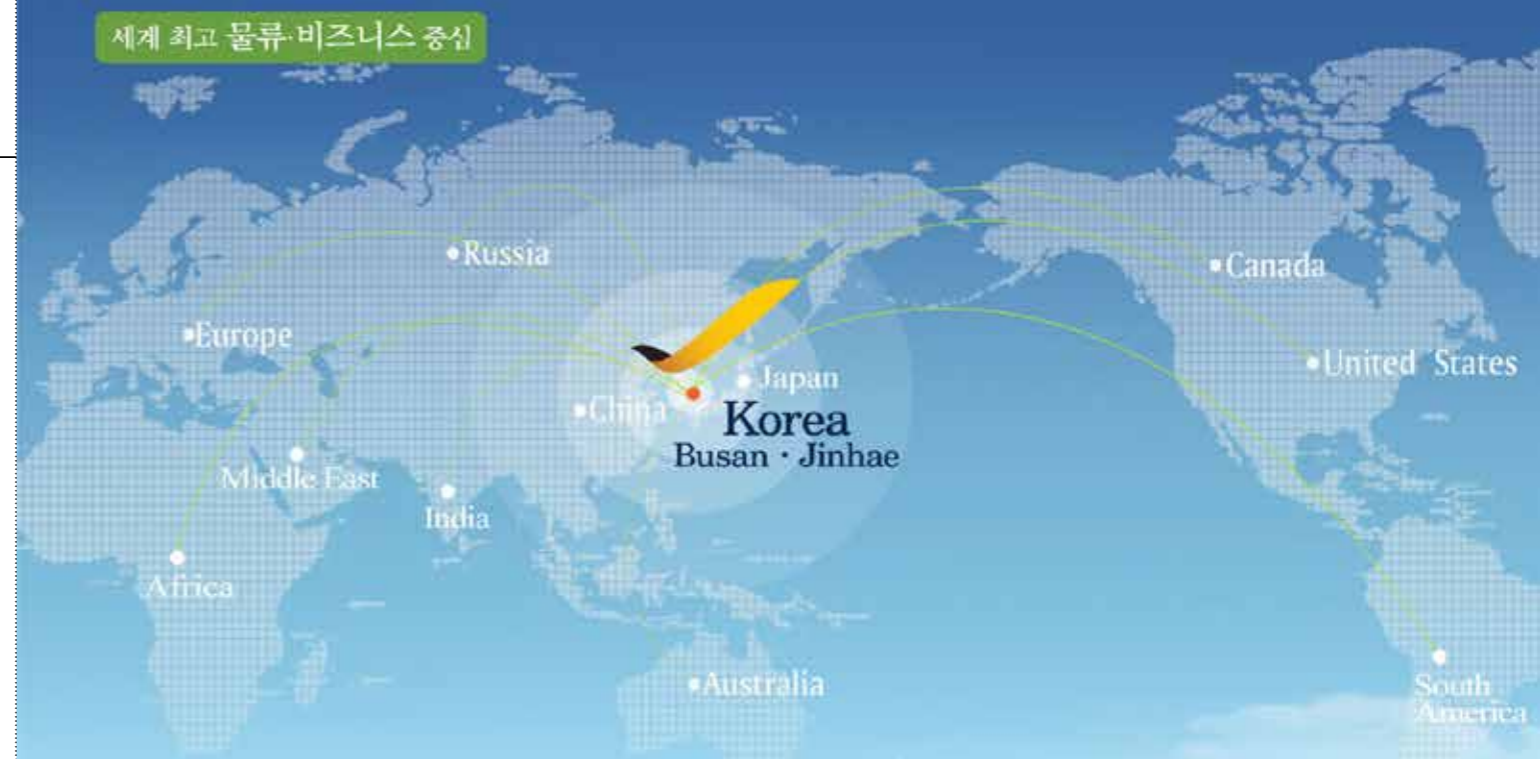 세계 최고 물류·비즈니스 중심
Russia
Canada
Europe
United States
Japan
China
Korea
Busan · Jinhae
Middle East
India
Africa
Australia
South
America